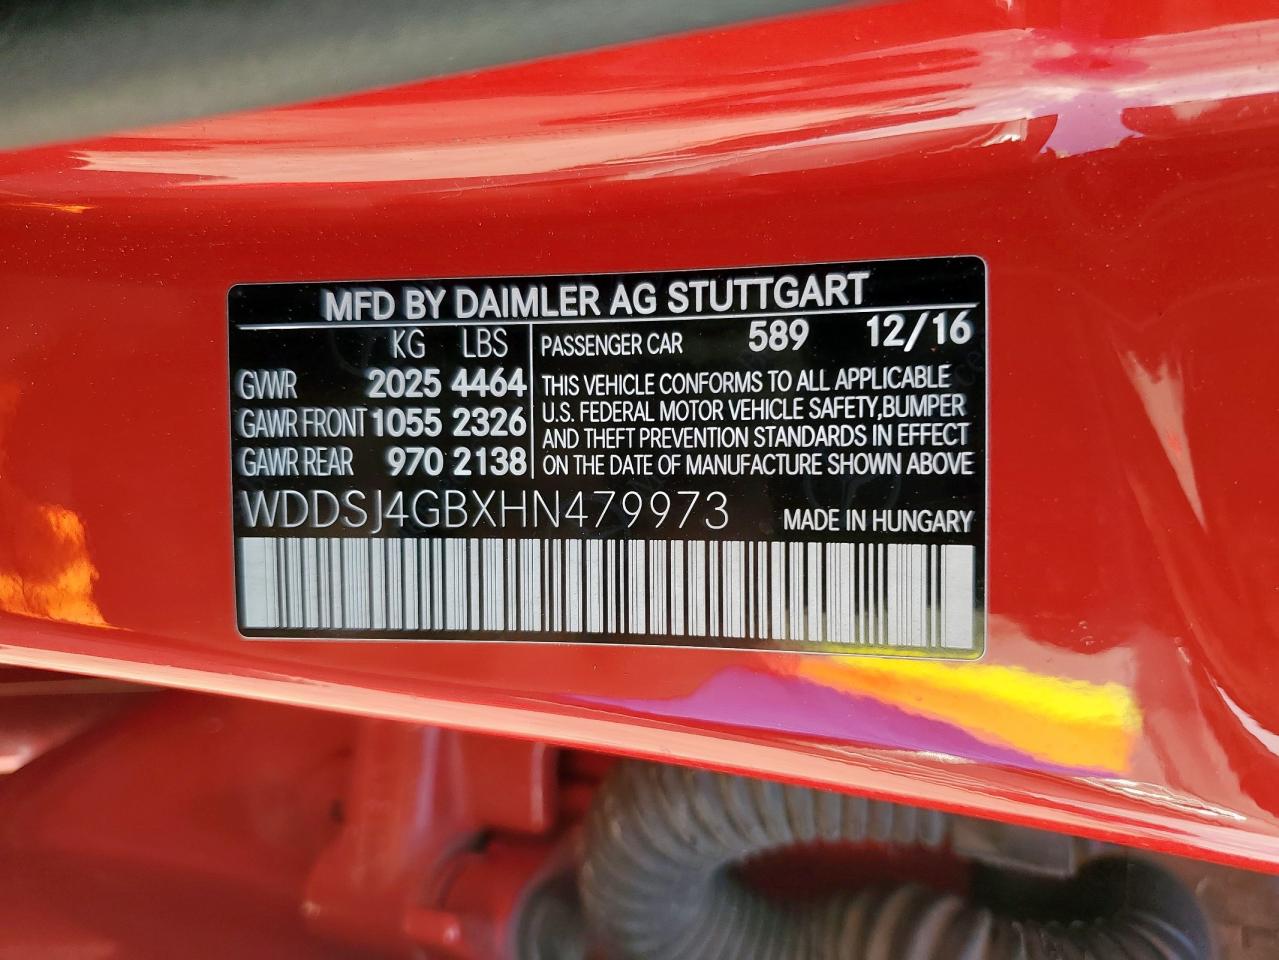 MFD BY DAIMLER AG STUTTGART
KG LBS
GVWR 2025 4464
GAWR FRONT 1055 2326
GAWR REAR 970 2138
PASSENGER CAR 589 12/16
THIS VEHICLE CONFORMS TO ALL APPLICABLE
U.S. FEDERAL MOTOR VEHICLE SAFETY,BUMPER
AND THEFT PREVENTION STANDARDS IN EFFECT
ON THE DATE OF MANUFACTURE SHOWN ABOVE
WDDSJ4GBXHN479973
MADE IN HUNGARY